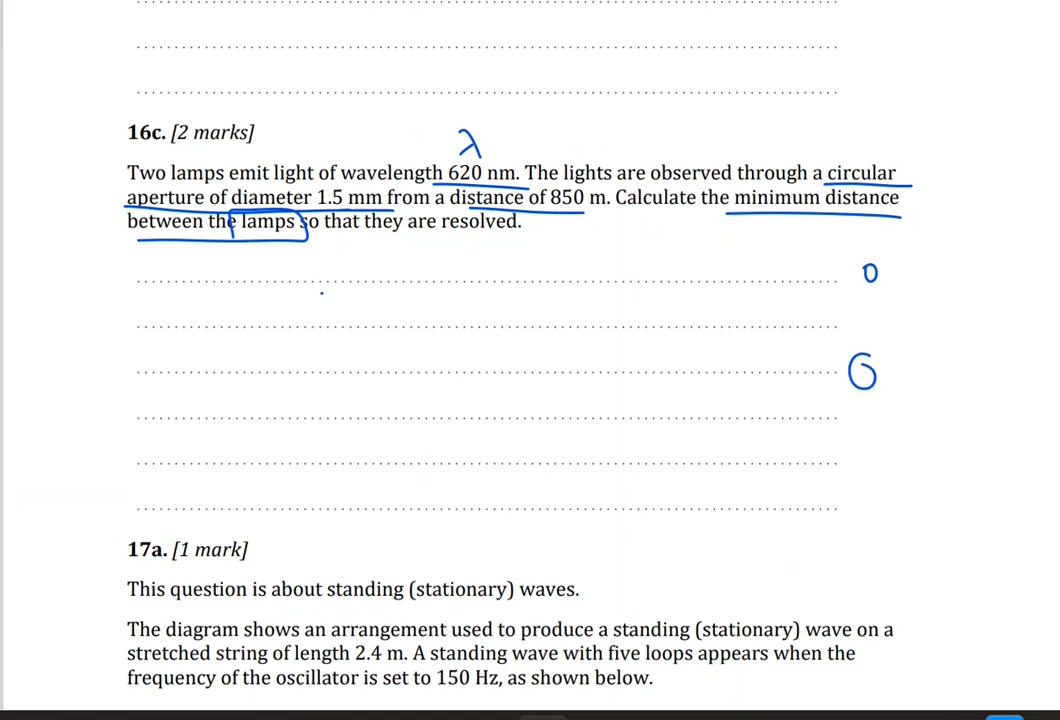 16c. [2 marks]
λ
Two lamps emit light of wavelength 620 nm. The lights are observed through a circular
aperture of diameter 1.5 mm from a distance of 850 m. Calculate the minimum distance
between the lamps so that they are resolved.
0
17a. [1 mark]
This question is about standing (stationary) waves.
The diagram shows an arrangement used to produce a standing (stationary) wave on a
stretched string of length 2.4 m. A standing wave with five loops appears when the
frequency of the oscillator is set to 150 Hz, as shown below.